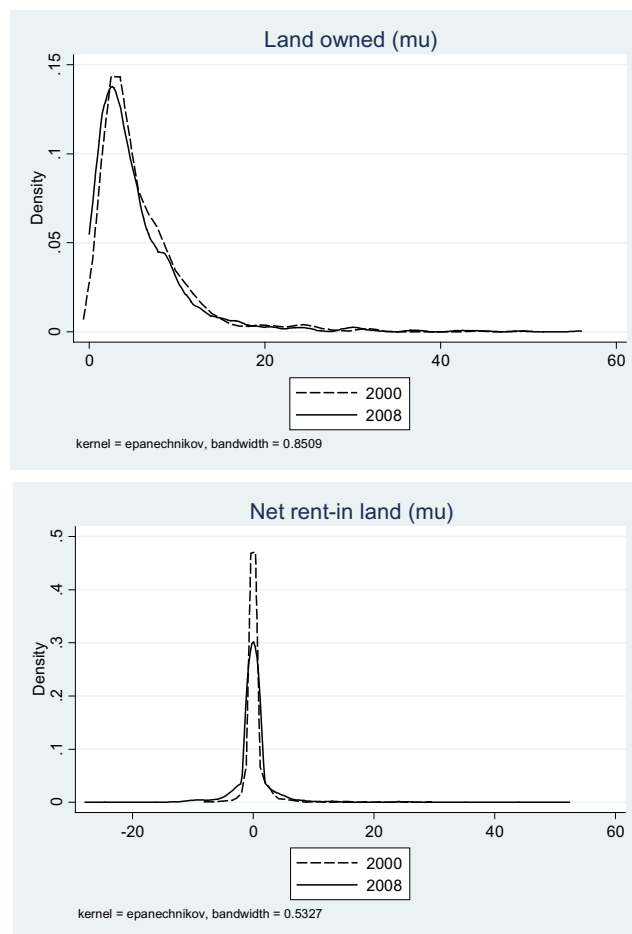 Land owned (mu)
.15
.1
.05
0
Density
0 20 40 60
2000
2008
kernel = epanechnikov, bandwidth = 0.8509
Net rent-in land (mu)
.5
.4
.3
.2
.1
0
Density
-20 0 20 40 60
2000
2008
kernel = epanechnikov, bandwidth = 0.5327